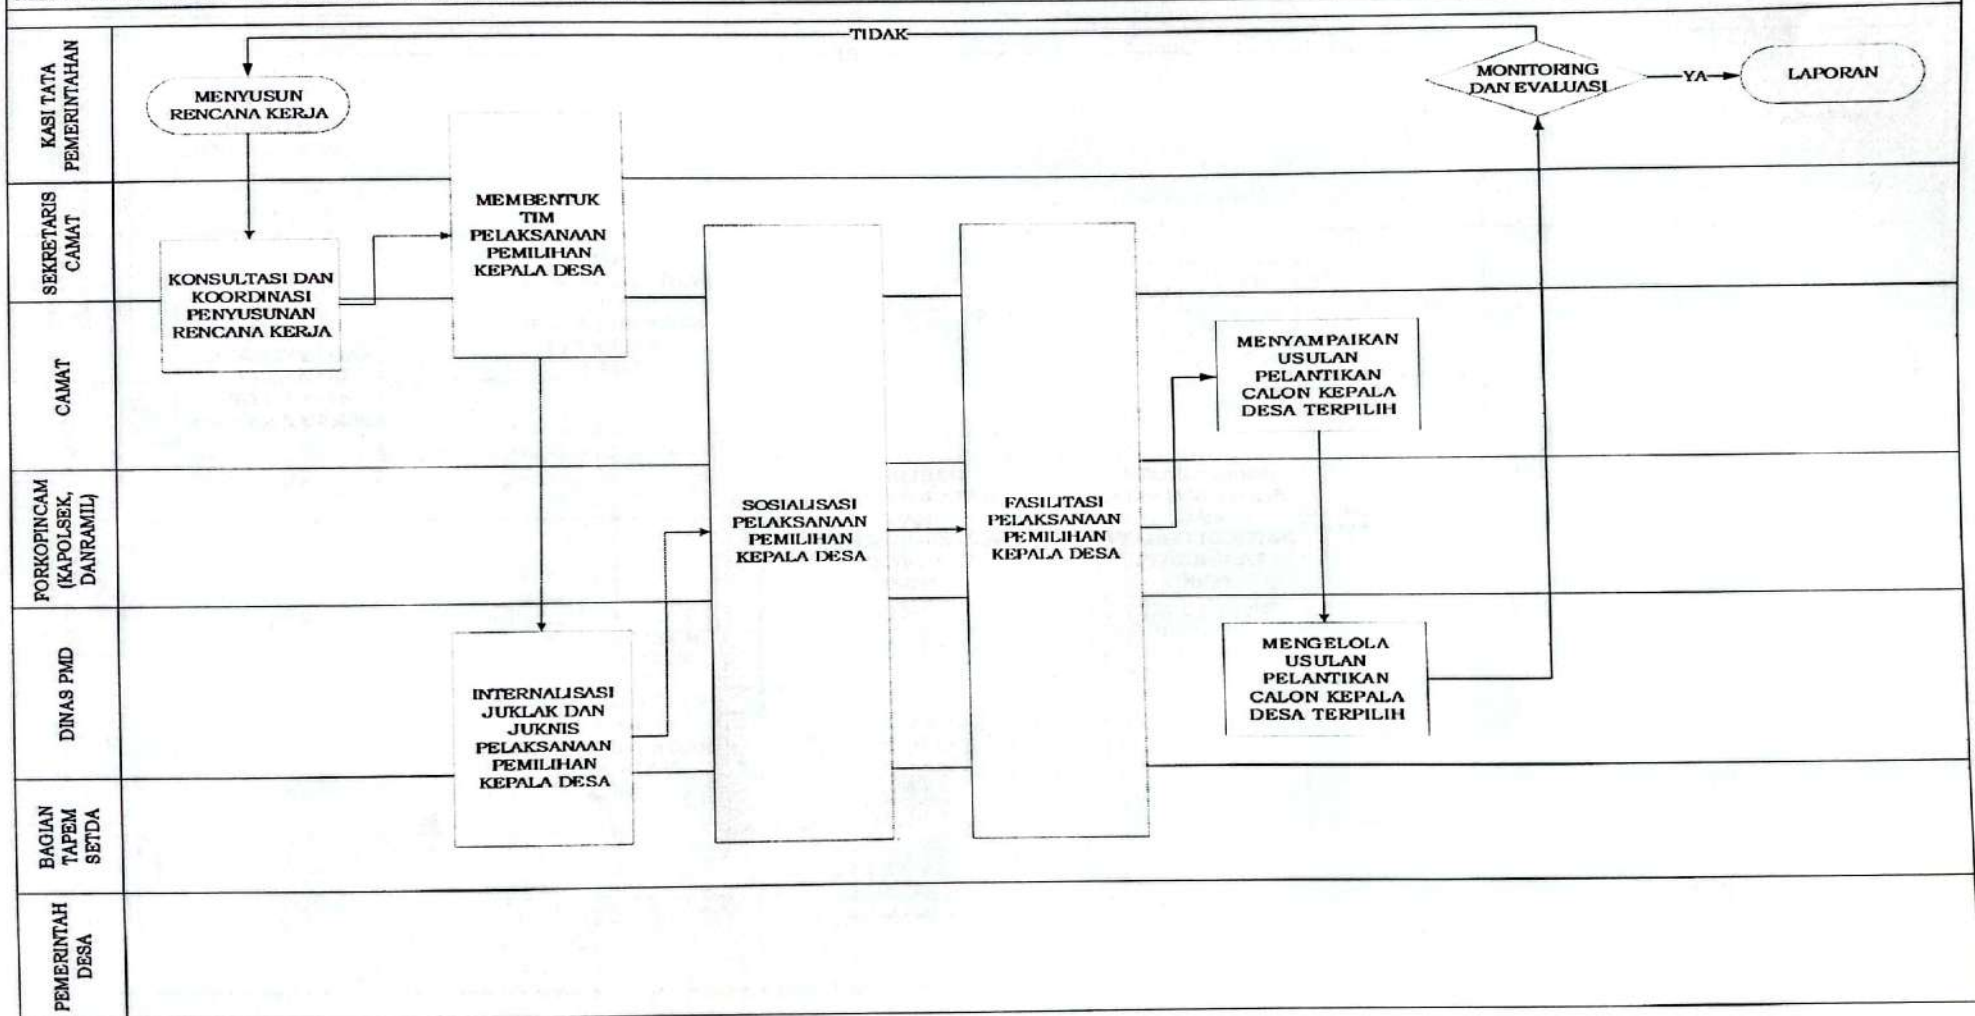 TIDAK
KASI TATA
PEMERINTAHAN
MENYUSUN
RENCANA KERJA
MONITORING
DAN EVALUASI
YA
LAPORAN
SEKRETARIS
CAMAT
KONSULTASI DAN
KOORDINASI
PENYUSUNAN
RENCANA KERJA
MEMBENTUK
TIM
PELAKSANAAN
PEMILIHAN
KEPALA DESA
CAMAT
MENYAMPAIKAN
USULAN
PELANTIKAN
CALON KEPALA
DESA TERPILIH
FORKOPINCAM
(KAPOLSEK,
DANRAMIL)
SOSIALISASI
PELAKSANAAN
PEMILIHAN
KEPALA DESA
FASILITASI
PELAKSANAAN
PEMILIHAN
KEPALA DESA
DINAS PMD
INTERNALISASI
JUKLAK DAN
JUKNIS
PELAKSANAAN
PEMILIHAN
KEPALA DESA
MENGELOLA
USULAN
PELANTIKAN
CALON KEPALA
DESA TERPILIH
BAGIAN
TAPEM
SETDA
PEMERINTAH
DESA